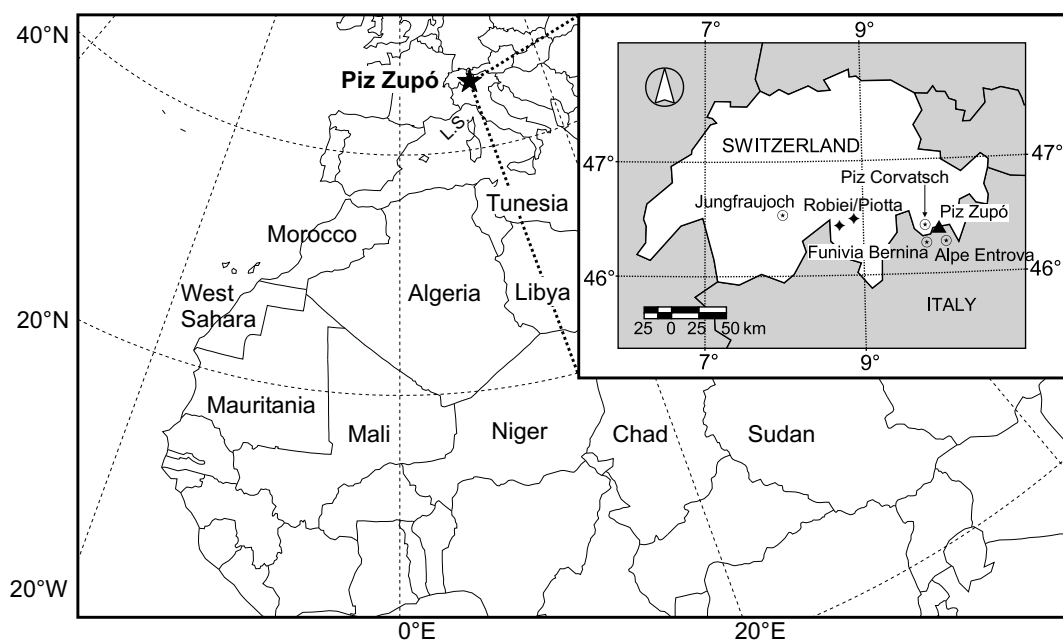 40°N
20°N
20°W
0°E
20°E
Piz Zupó
L.S.
Tunesia
Morocco
Algeria
Libya
West
Sahara
Mauritania
Mali
Niger
Chad
Sudan
7°
9°
SWITZERLAND
47°
47°
Piz Corvatsch
Jungfraujoch
Robiei/Piotta
Piz Zupó
Funivia Bernina
Alpe Entrova
46°
46°
ITALY
25 0 25 50 km
7°
9°